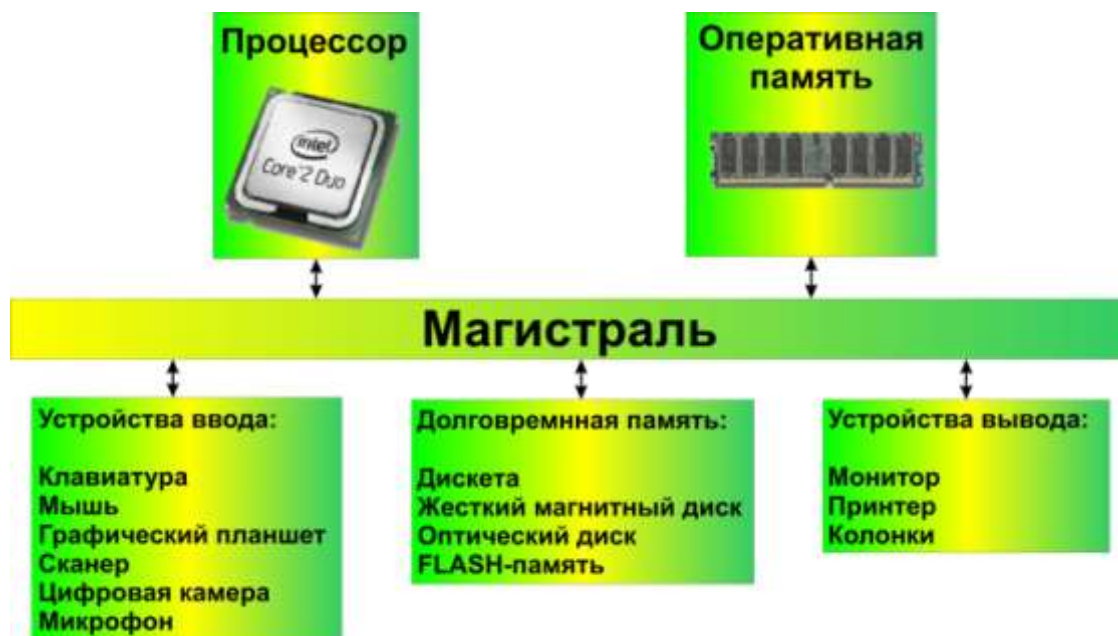 Процессор
intel
Core 2 Duo
Оперативная
память
Магистраль
Устройства ввода:
Клавиатура
Мышь
Графический планшет
Сканер
Цифровая камера
Микрофон
Долговремнная память:
Дискета
Жесткий магнитный диск
Оптический диск
FLASH-память
Устройства вывода:
Монитор
Принтер
Колонки